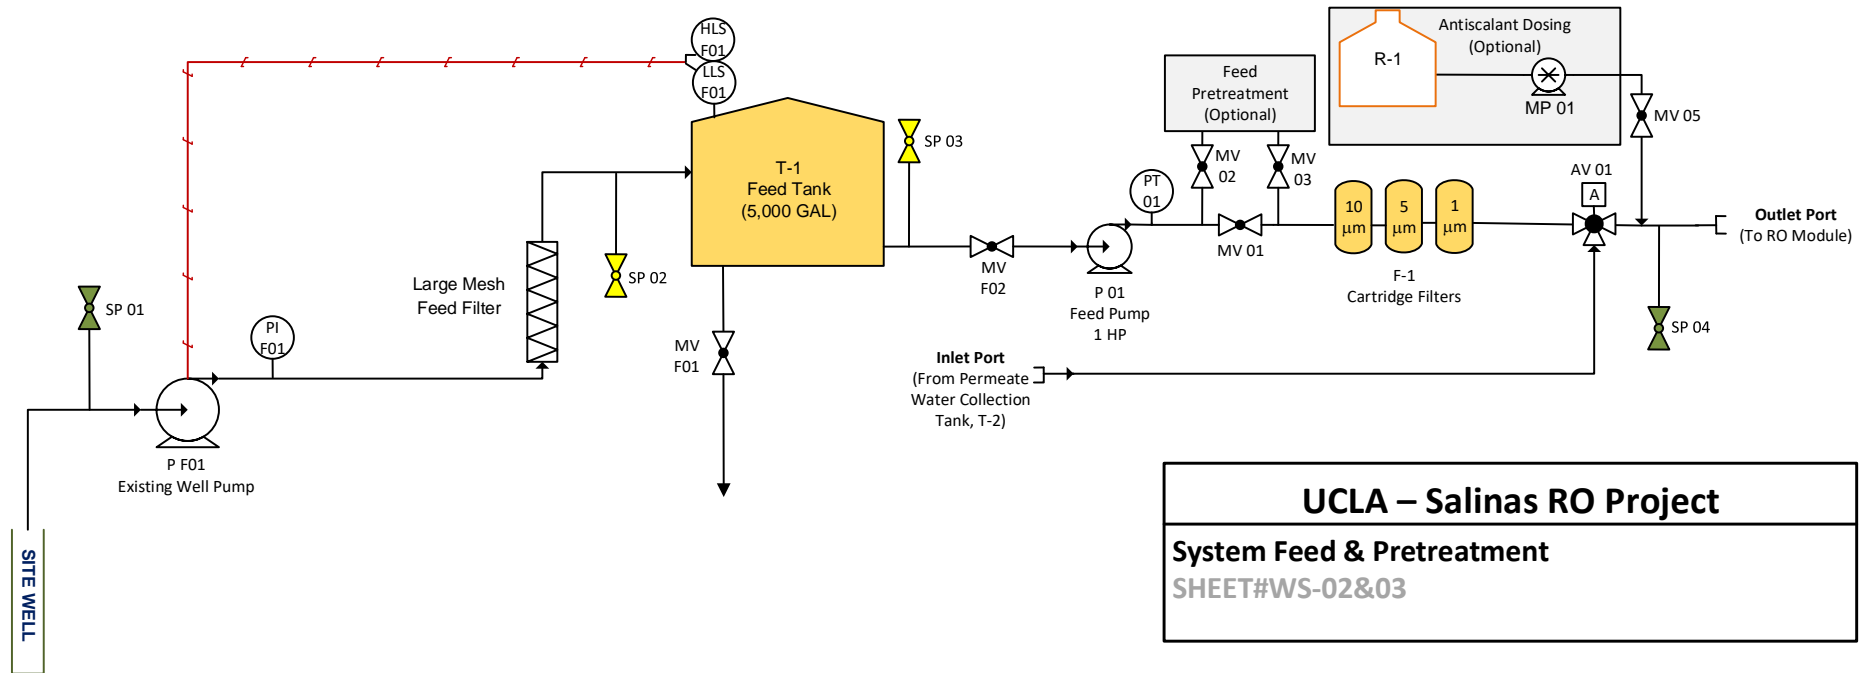 HLS
F01
LLS
F01
T-1
Feed Tank
(5,000 GAL)
SP 03
SP 02
SP 01
Large Mesh
Feed Filter
PI
F01
P F01
Existing Well Pump
SITE WELL
MV
F01
MV
F02
P 01
Feed Pump
1 HP
PT
01
Feed
Pretreatment
(Optional)
MV
02
MV
03
MV 01
Antiscalant Dosing
(Optional)
R-1
MP 01
MV 05
10
µm
5
µm
1
µm
F-1
Cartridge Filters
AV 01
A
Outlet Port
(To RO Module)
SP 04
Inlet Port
(From Permeate
Water Collection
Tank, T-2)
UCLA – Salinas RO Project
System Feed & Pretreatment
SHEET#WS-02&03